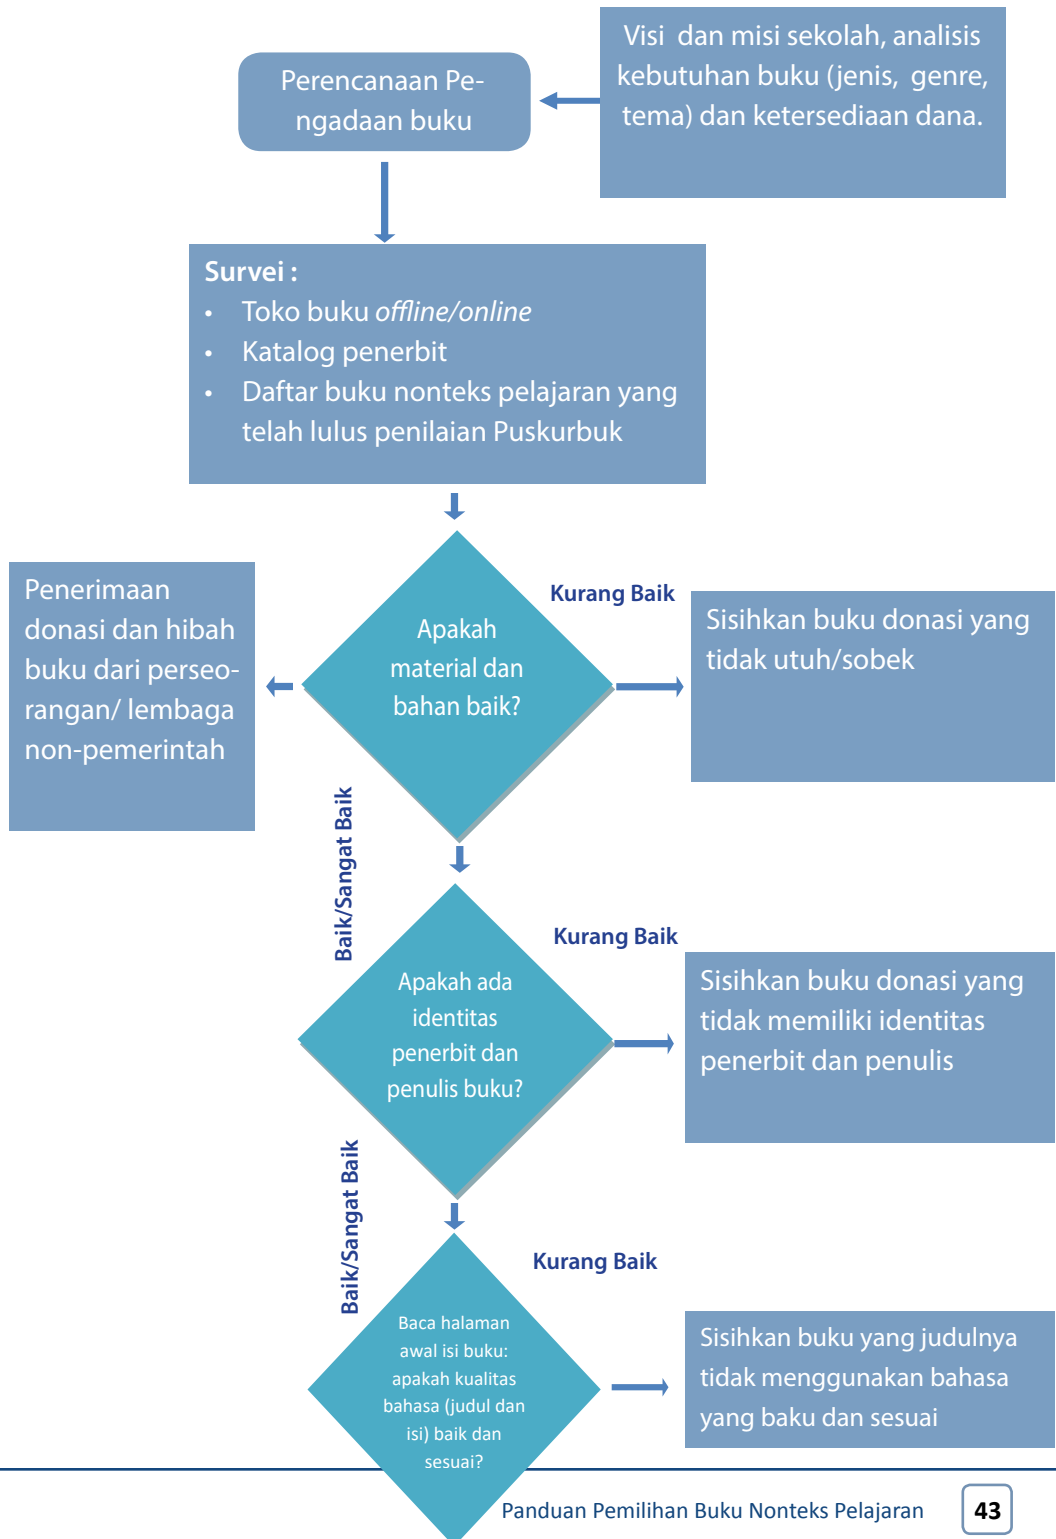 Visi dan misi sekolah, analisis
kebutuhan buku (jenis, genre,
tema) dan ketersediaan dana.
Perencanaan Pe-
ngadaan buku
Survei :
• Toko buku offline/online
• Katalog penerbit
• Daftar buku nonteks pelajaran yang
telah lulus penilaian Puskurbuk
Penerimaan
donasi dan hibah
buku dari perseo-
rangan/ lembaga
non-pemerintah
Apakah
material dan
bahan baik?
Kurang Baik
Sisihkan buku donasi yang
tidak utuh/sobek
Baik/Sangat Baik
Apakah ada
identitas
penerbit dan
penulis buku?
Kurang Baik
Sisihkan buku donasi yang
tidak memiliki identitas
penerbit dan penulis
Baik/Sangat Baik
Baca halaman
awal isi buku:
apakah kualitas
bahasa (judul dan
isi) baik dan
sesuai?
Kurang Baik
Sisihkan buku yang judulnya
tidak menggunakan bahasa
yang baku dan sesuai
Panduan Pemilihan Buku Nonteks Pelajaran
43